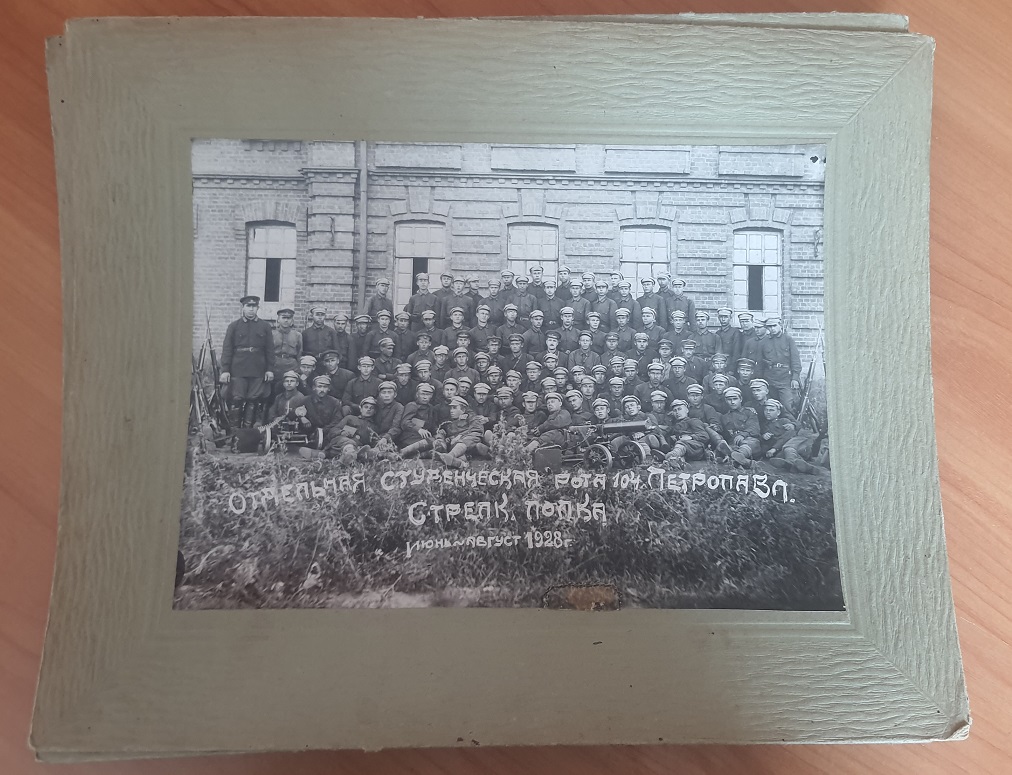 Отдельная студенческая рота 104. Петропавл.
Стрелк. полка
июнь~август 1928 г.